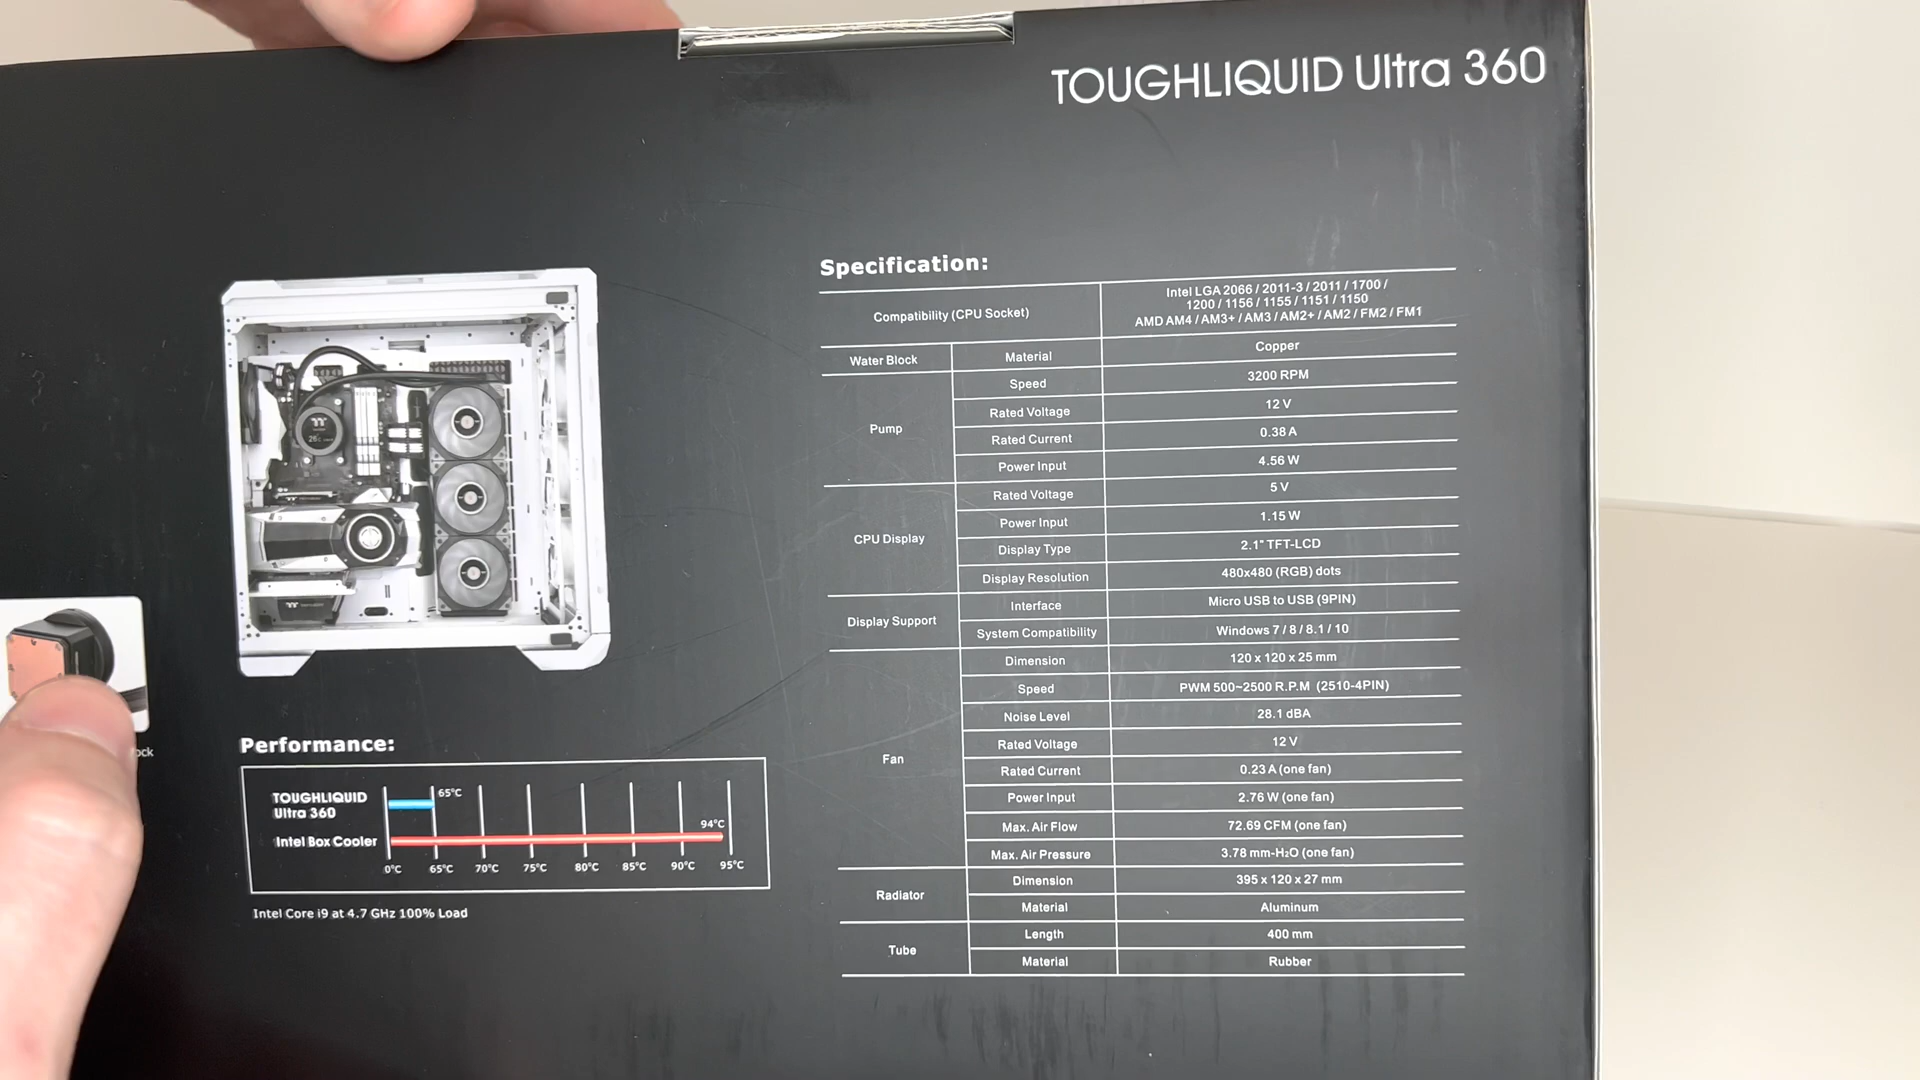 TOUGHLIQUID Ultra 360
Specification:
Compatibility (CPU Socket)
Intel LGA 2066 / 2011-3 / 2011 / 1700 /
1200 / 1156 / 1155 / 1151 / 1150
AMD AM4 / AM3+ / AM3 / AM2+ / AM2 / FM2 / FM1
Water Block Material Copper
Pump
Speed 3200 RPM
Rated Voltage 12 V
Rated Current 0.38 A
Power Input 4.56 W
CPU Display
Rated Voltage 5 V
Power Input 1.15 W
Display Type 2.1" TFT-LCD
Display Resolution 480x480 (RGB) dots
Display Support
Interface Micro USB to USB (9PIN)
System Compatibility Windows 7 / 8 / 8.1 / 10
Fan
Dimension 120 x 120 x 25 mm
Speed PWM 500~2500 R.P.M (2510-4PIN)
Noise Level 28.1 dBA
Rated Voltage 12 V
Rated Current 0.23 A (one fan)
Power Input 2.76 W (one fan)
Max. Air Flow 72.69 CFM (one fan)
Max. Air Pressure 3.78 mm-H₂O (one fan)
Radiator
Dimension 395 x 120 x 27 mm
Material Aluminum
Tube
Length 400 mm
Material Rubber
Performance:
TOUGHLIQUID
Ultra 360
65°C
Intel Box Cooler
94°C
0°C 65°C 70°C 75°C 80°C 85°C 90°C 95°C
Intel Core i9 at 4.7 GHz 100% Load